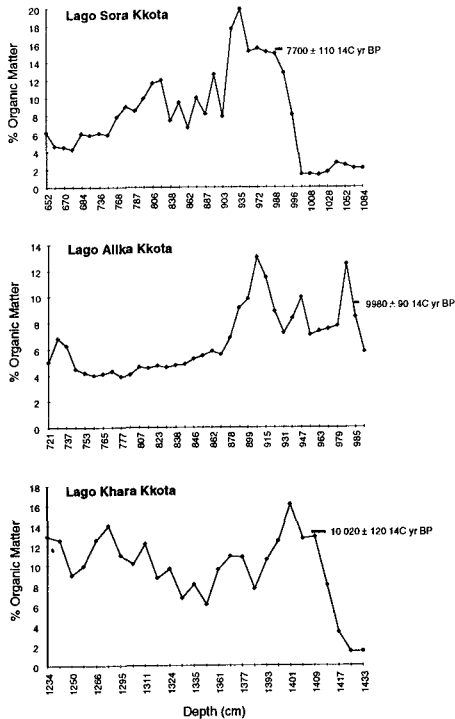 Lago Sora Kkota
20
18
16
14
12
10
8
6
4
2
0
% Organic Matter
7700 ± 110 14C yr BP
652 670 684 736 768 787 806 838 862 887 903 935 972 988 996 1008 1028 1052 1084
Lago Allka Kkota
14
12
10
8
6
4
2
0
% Organic Matter
9980 ± 90 14C yr BP
721 737 753 765 777 807 823 838 846 862 878 899 915 931 947 963 979 985
Lago Khara Kkota
18
16
14
12
10
8
6
4
2
0
% Organic Matter
10 020 ± 120 14C yr BP
1234 1250 1266 1295 1311 1324 1335 1361 1377 1393 1401 1409 1417 1433
Depth (cm)